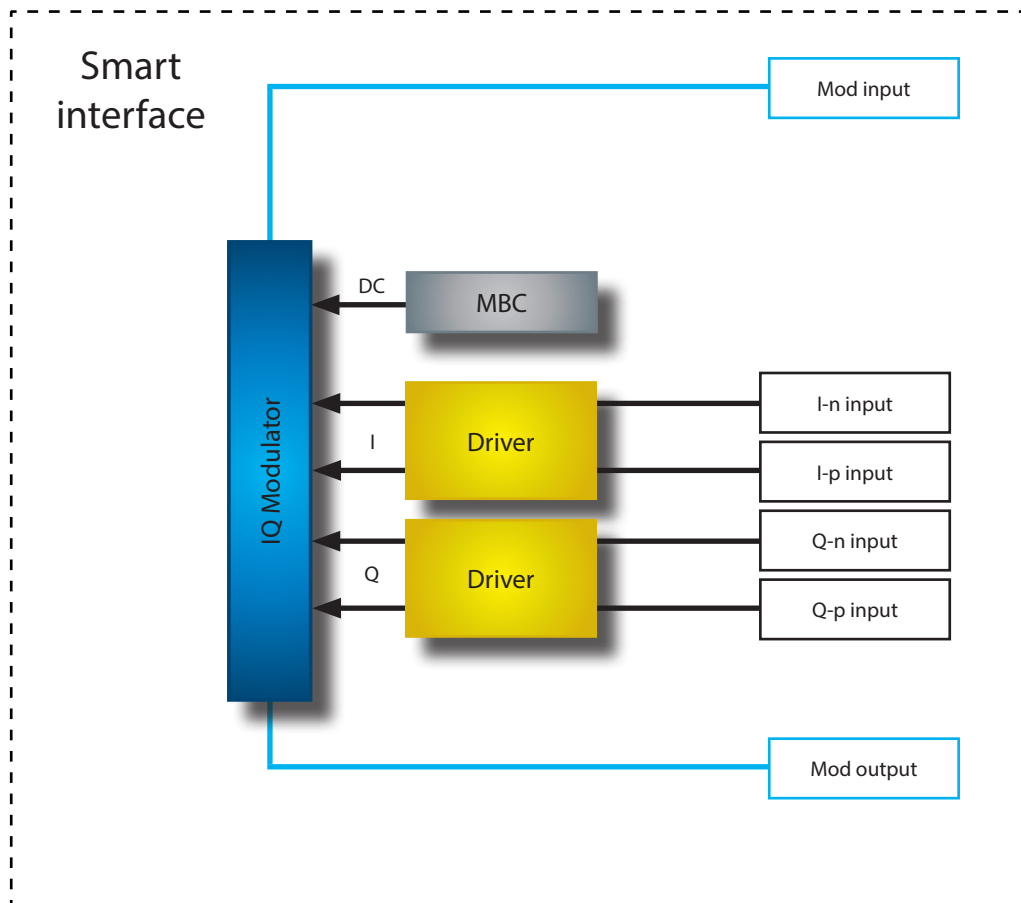 Smart
interface
Mod input
DC
MBC
I-n input
I
Driver
I-p input
IQ Modulator
Q-n input
Q
Driver
Q-p input
Mod output